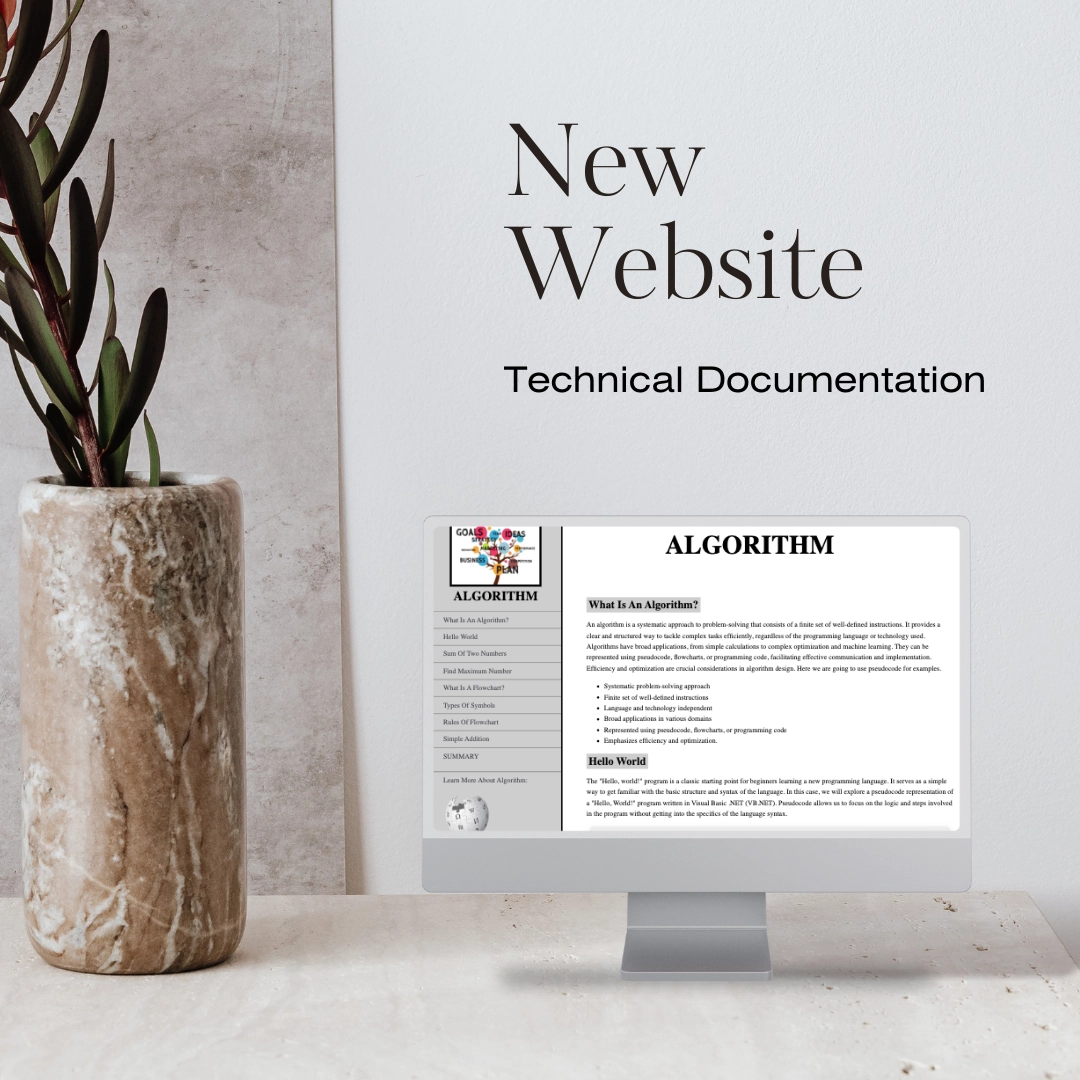 New
Website
Technical Documentation
GOALS
IDEAS
STRATEGY
MARKETING
BUSINESS
PLAN
ALGORITHM
What Is An Algorithm?
Hello World
Sum Of Two Numbers
Find Maximum Number
What Is A Flowchart?
Types Of Symbols
Rules Of Flowchart
Simple Addition
SUMMARY
Learn More About Algorithm:
ALGORITHM
What Is An Algorithm?
An algorithm is a systematic approach to problem-solving that consists of a finite set of well-defined instructions. It provides a
clear and structured way to tackle complex tasks efficiently, regardless of the programming language or technology used.
Algorithms have broad applications, from simple calculations to complex optimization and machine learning. They can be
represented using pseudocode, flowcharts, or programming code, facilitating effective communication and implementation.
Efficiency and optimization are crucial considerations in algorithm design. Here we are going to use pseudocode for examples.
• Systematic problem-solving approach
• Finite set of well-defined instructions
• Language and technology independent
• Broad applications in various domains
• Represented using pseudocode, flowcharts, or programming code
• Emphasizes efficiency and optimization.
Hello World
The "Hello, world!" program is a classic starting point for beginners learning a new programming language. It serves as a simple
way to get familiar with the basic structure and syntax of the language. In this case, we will explore a pseudocode representation of
a "Hello, World!" program written in Visual Basic .NET (VB.NET). Pseudocode allows us to focus on the logic and steps involved
in the program without getting into the specifics of the language syntax.